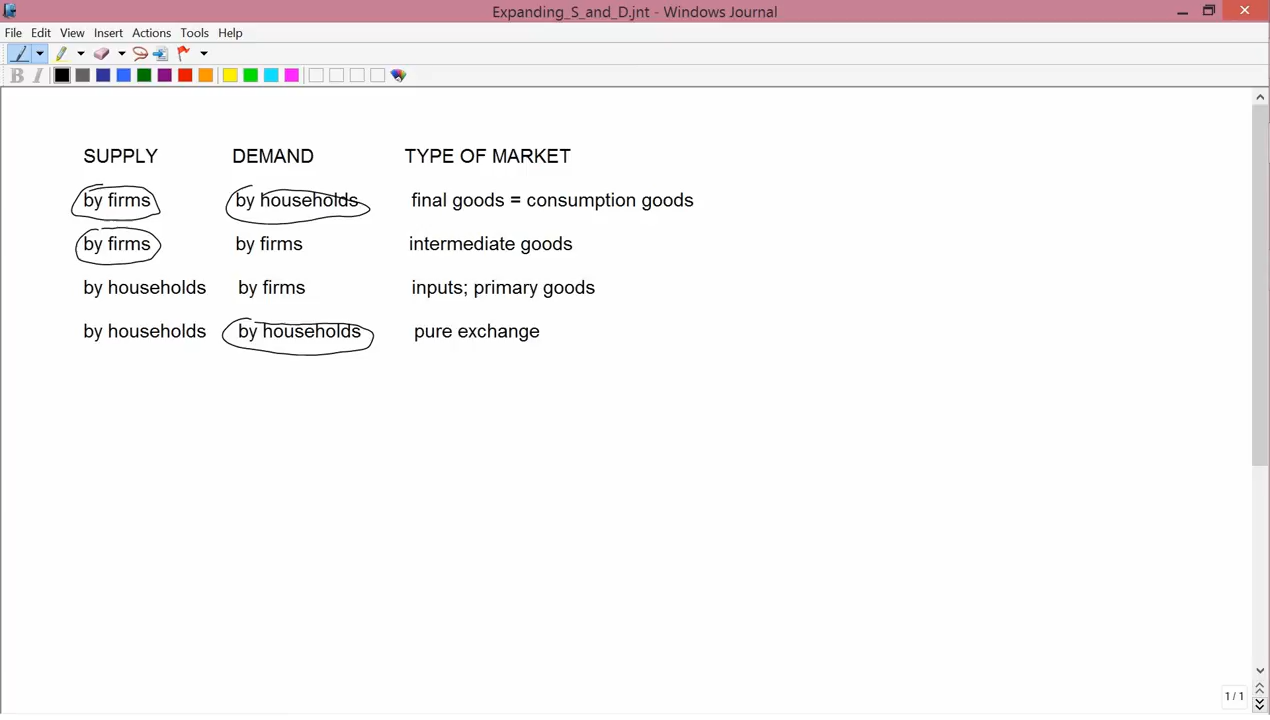 Expanding_S_and_D.jnt - Windows Journal
File Edit View Insert Actions Tools Help
B I
SUPPLY DEMAND TYPE OF MARKET
by firms by households final goods = consumption goods
by firms by firms intermediate goods
by households by firms inputs; primary goods
by households by households pure exchange
1 / 1